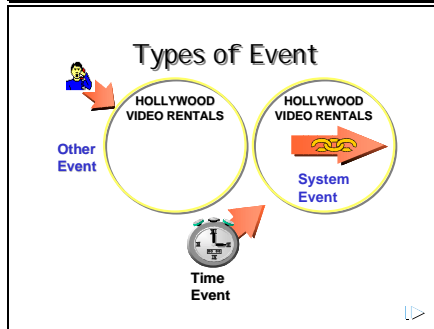 Types of Event
HOLLYWOOD
VIDEO RENTALS
HOLLYWOOD
VIDEO RENTALS
Other
Event
System
Event
Time
Event